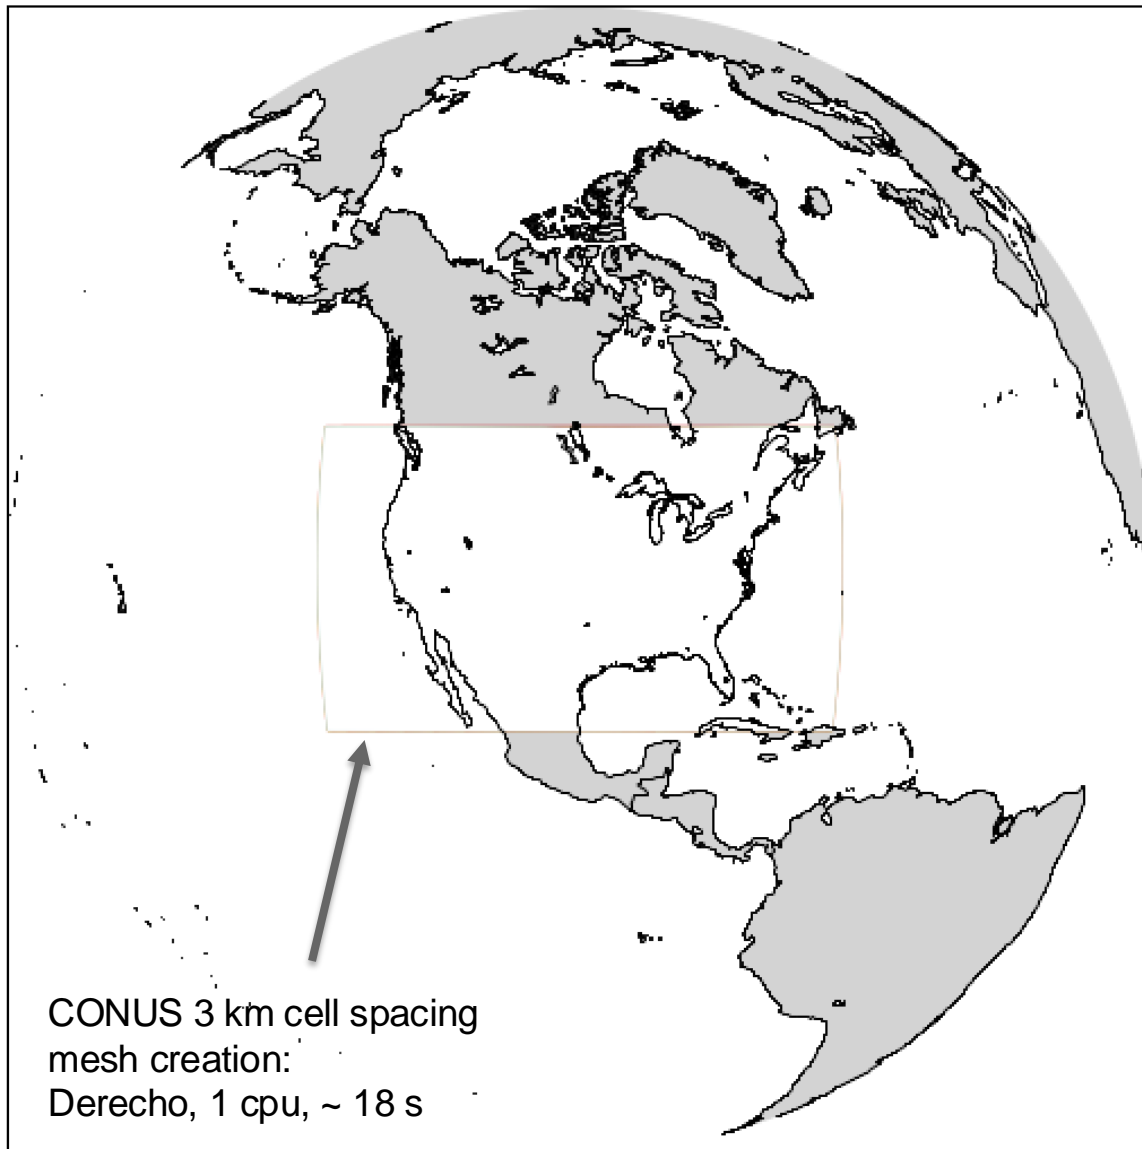 CONUS 3 km cell spacing
mesh creation:
Derecho, 1 cpu, ~ 18 s